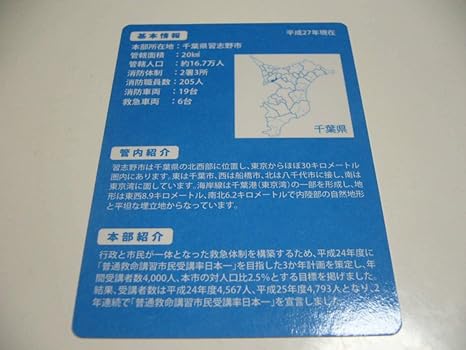 基本情報
平成27年現在
本部所在地：千葉県習志野市
管轄面積　：20㎢
管轄人口　：約16.7万人
消防体制　：2署3所
消防職員数：205人
消防車両　：19台
救急車両　：6台
千葉県
管内紹介
習志野市は千葉県の北西部に位置し、東京からほぼ30キロメートル
圏内にあります。東は千葉市、西は船橋市、北は八千代市に接し、南は
東京湾に面しています。海岸線は千葉港（東京湾）の一部を形成し、地
形は東西8.9キロメートル、南北6.2キロメートルで内陸部の自然地形
と平坦な埋立地からなっています。
本部紹介
行政と市民が一体となった救急体制を構築するため、平成24年度に
「普通救命講習市民受講率日本一」を目指した3か年計画を策定し、年
間受講者数4,000人、本市の対人口比2.5％とする目標を掲げました。
結果、受講者数は平成24年度4,567人、平成25年度4,793人となり、2
年連続で「普通救命講習市民受講率日本一」を宣言しました。